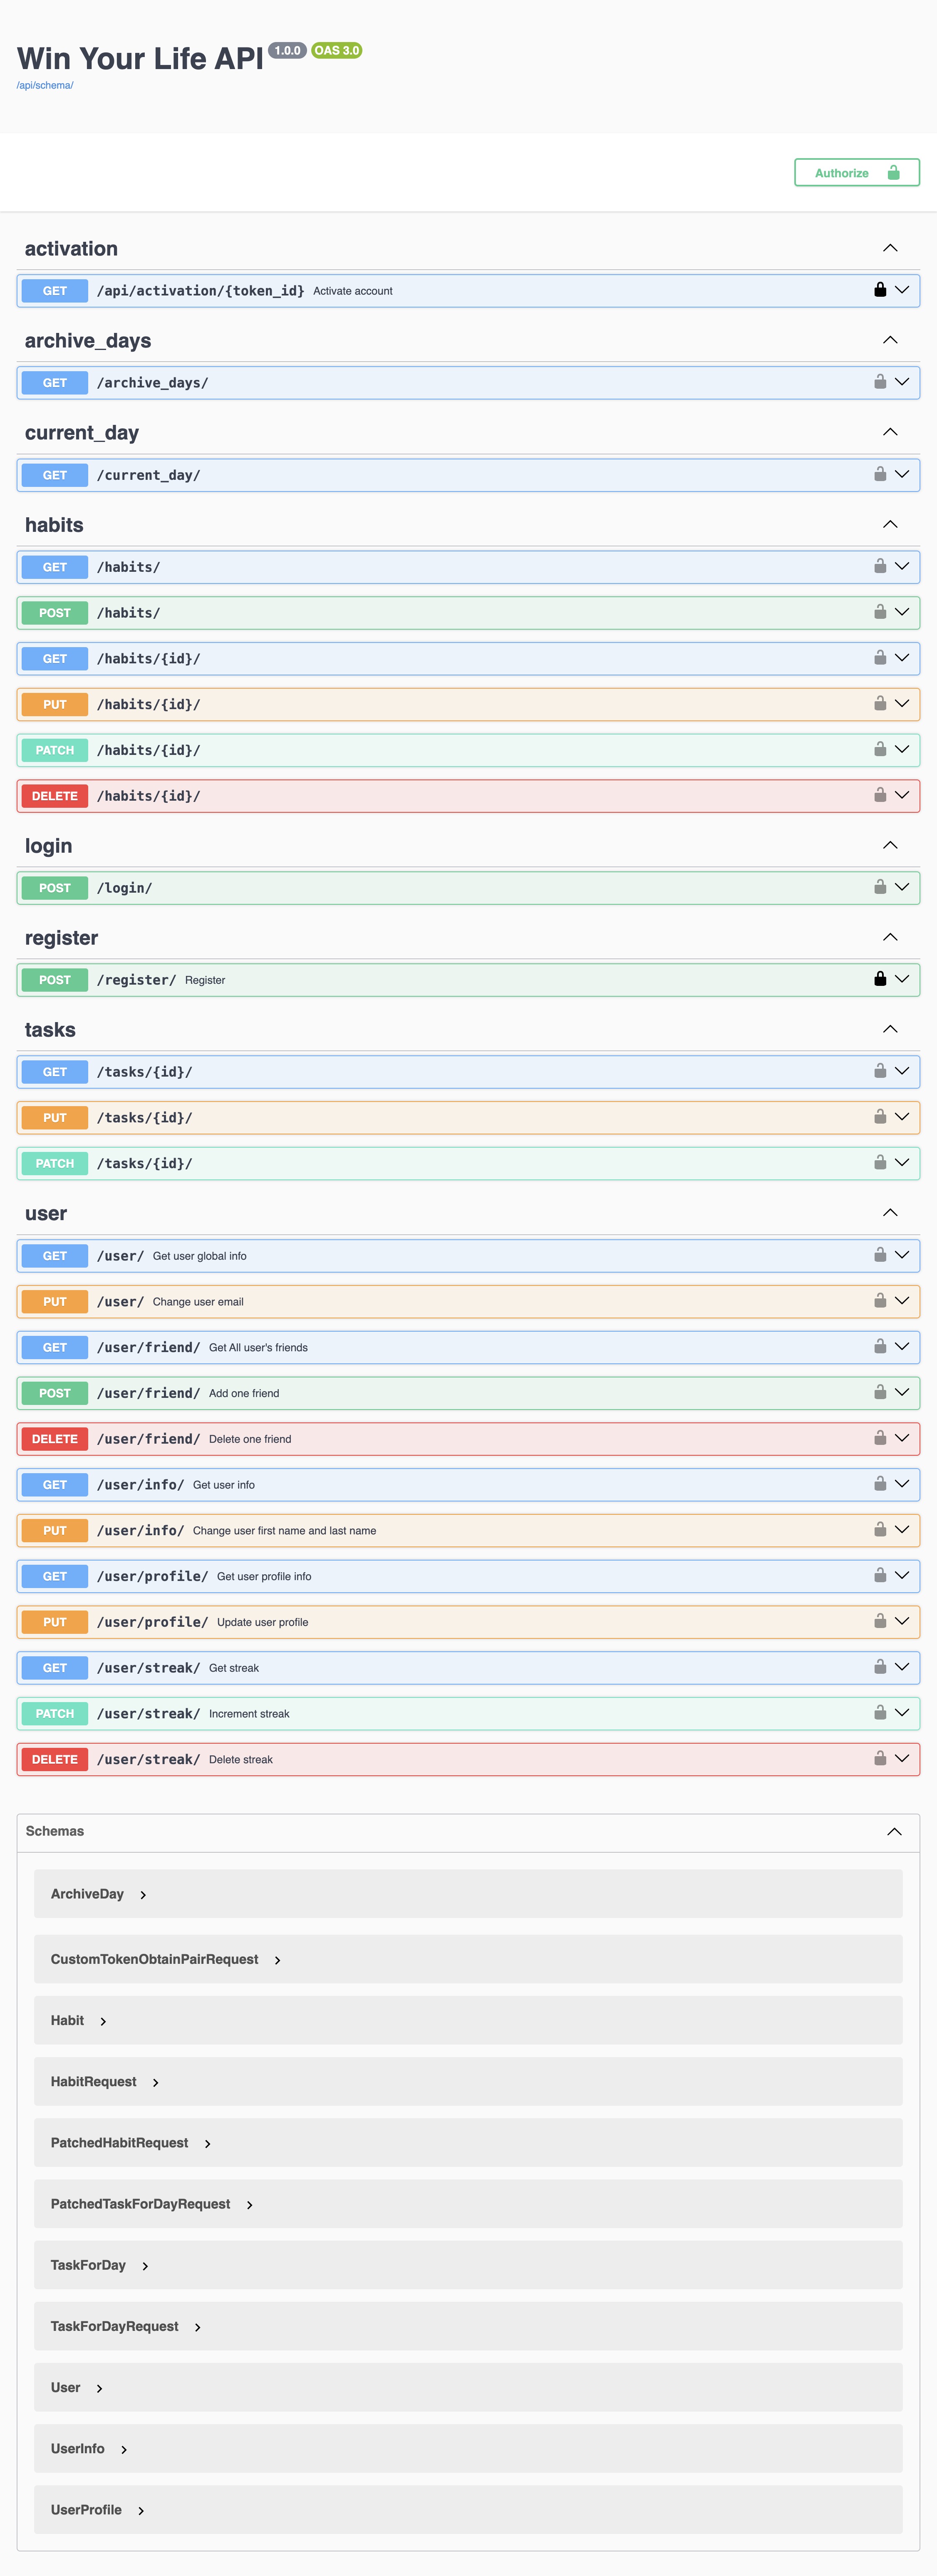 Win Your Life API 1.0.0 OAS 3.0
/api/schema/
Authorize
activation
GET /api/activation/{token_id} Activate account
archive_days
GET /archive_days/
current_day
GET /current_day/
habits
GET /habits/
POST /habits/
GET /habits/{id}/
PUT /habits/{id}/
PATCH /habits/{id}/
DELETE /habits/{id}/
login
POST /login/
register
POST /register/ Register
tasks
GET /tasks/{id}/
PUT /tasks/{id}/
PATCH /tasks/{id}/
user
GET /user/ Get user global info
PUT /user/ Change user email
GET /user/friend/ Get All user's friends
POST /user/friend/ Add one friend
DELETE /user/friend/ Delete one friend
GET /user/info/ Get user info
PUT /user/info/ Change user first name and last name
GET /user/profile/ Get user profile info
PUT /user/profile/ Update user profile
GET /user/streak/ Get streak
PATCH /user/streak/ Increment streak
DELETE /user/streak/ Delete streak
Schemas
ArchiveDay
CustomTokenObtainPairRequest
Habit
HabitRequest
PatchedHabitRequest
PatchedTaskForDayRequest
TaskForDay
TaskForDayRequest
User
UserInfo
UserProfile